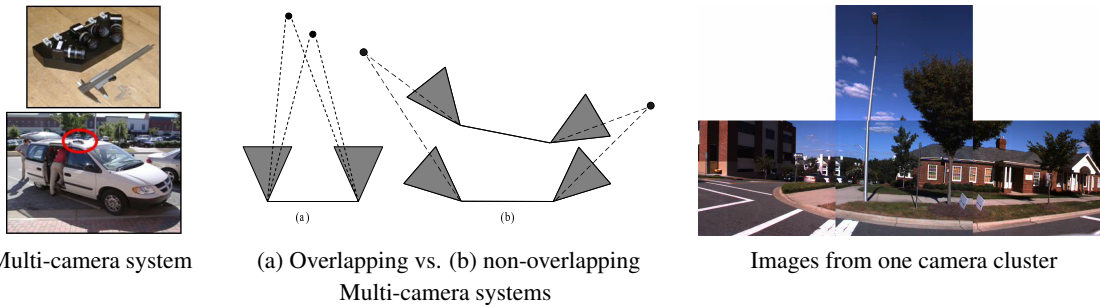 (a)
(b)
Multi-camera system
(a) Overlapping vs. (b) non-overlapping
Multi-camera systems
Images from one camera cluster